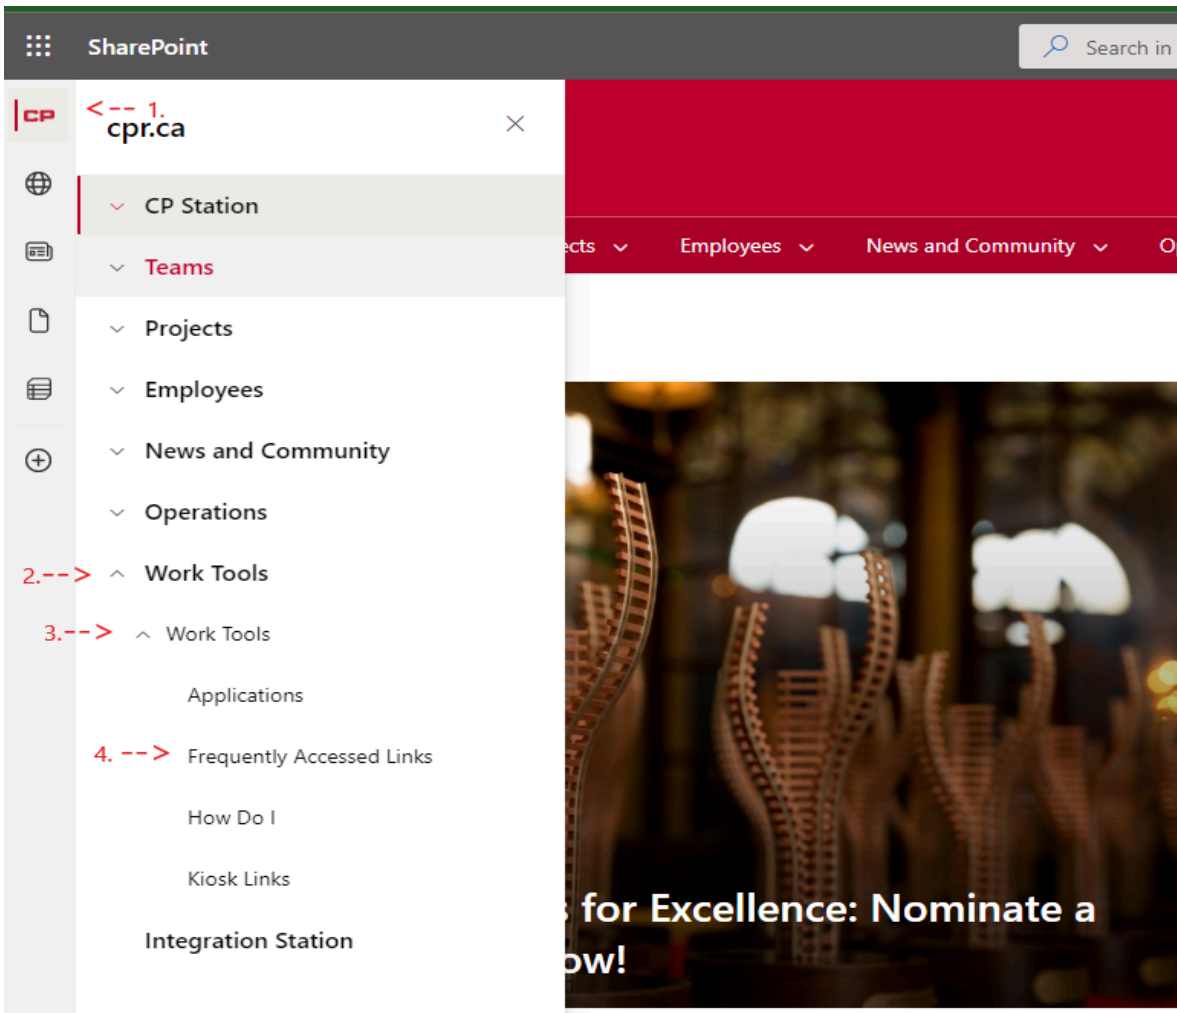 SharePoint
Search in
CP
<-- 1.
cpr.ca
CP Station
Employees
News and Community
Teams
Projects
Employees
News and Community
Operations
2.--> Work Tools
3.--> Work Tools
Applications
4. --> Frequently Accessed Links
How Do I
Kiosk Links
for Excellence: Nominate a
Integration Station